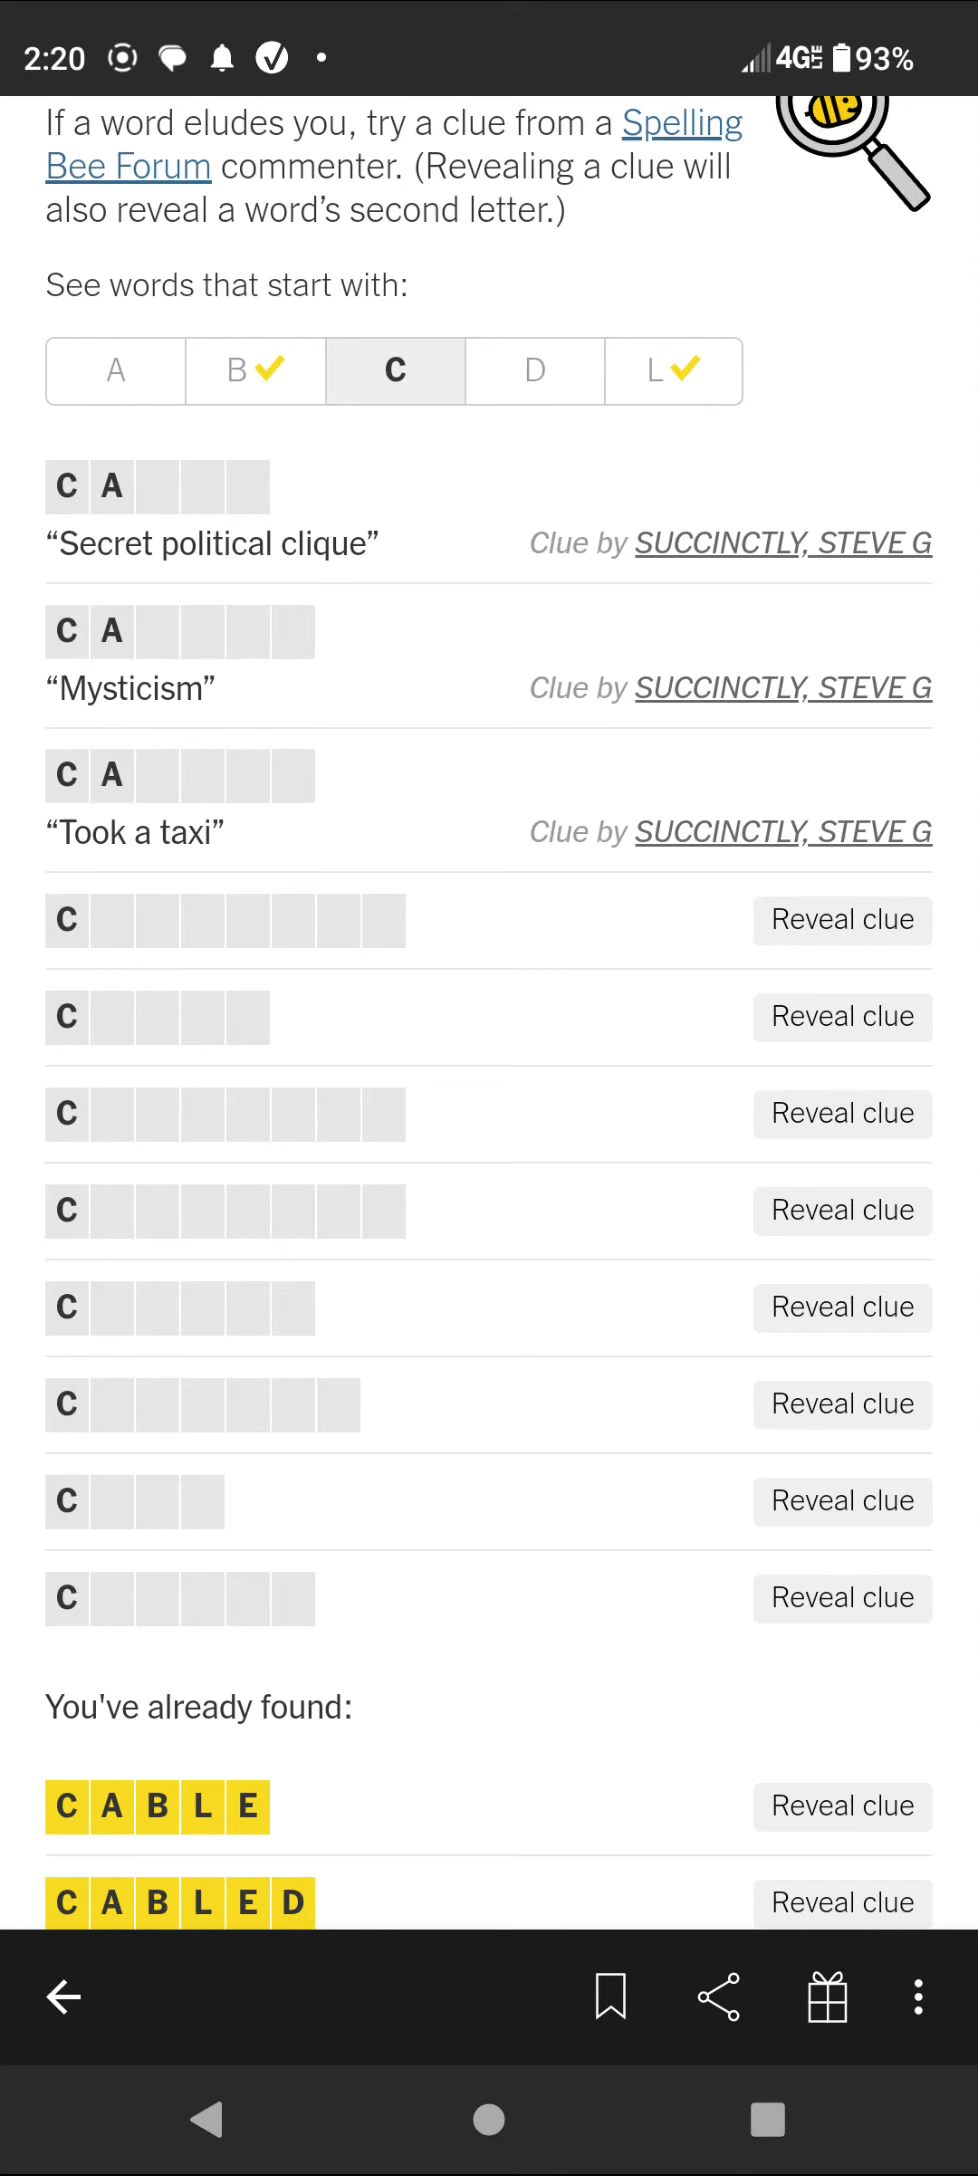 2:20 4G LTE 93%
If a word eludes you, try a clue from a Spelling
Bee Forum commenter. (Revealing a clue will
also reveal a word’s second letter.)
See words that start with:
A B C D L
C A
“Secret political clique” Clue by SUCCINCTLY, STEVE G
C A
“Mysticism” Clue by SUCCINCTLY, STEVE G
C A
“Took a taxi” Clue by SUCCINCTLY, STEVE G
C Reveal clue
C Reveal clue
C Reveal clue
C Reveal clue
C Reveal clue
C Reveal clue
C Reveal clue
C Reveal clue
You've already found:
C A B L E Reveal clue
C A B L E D Reveal clue